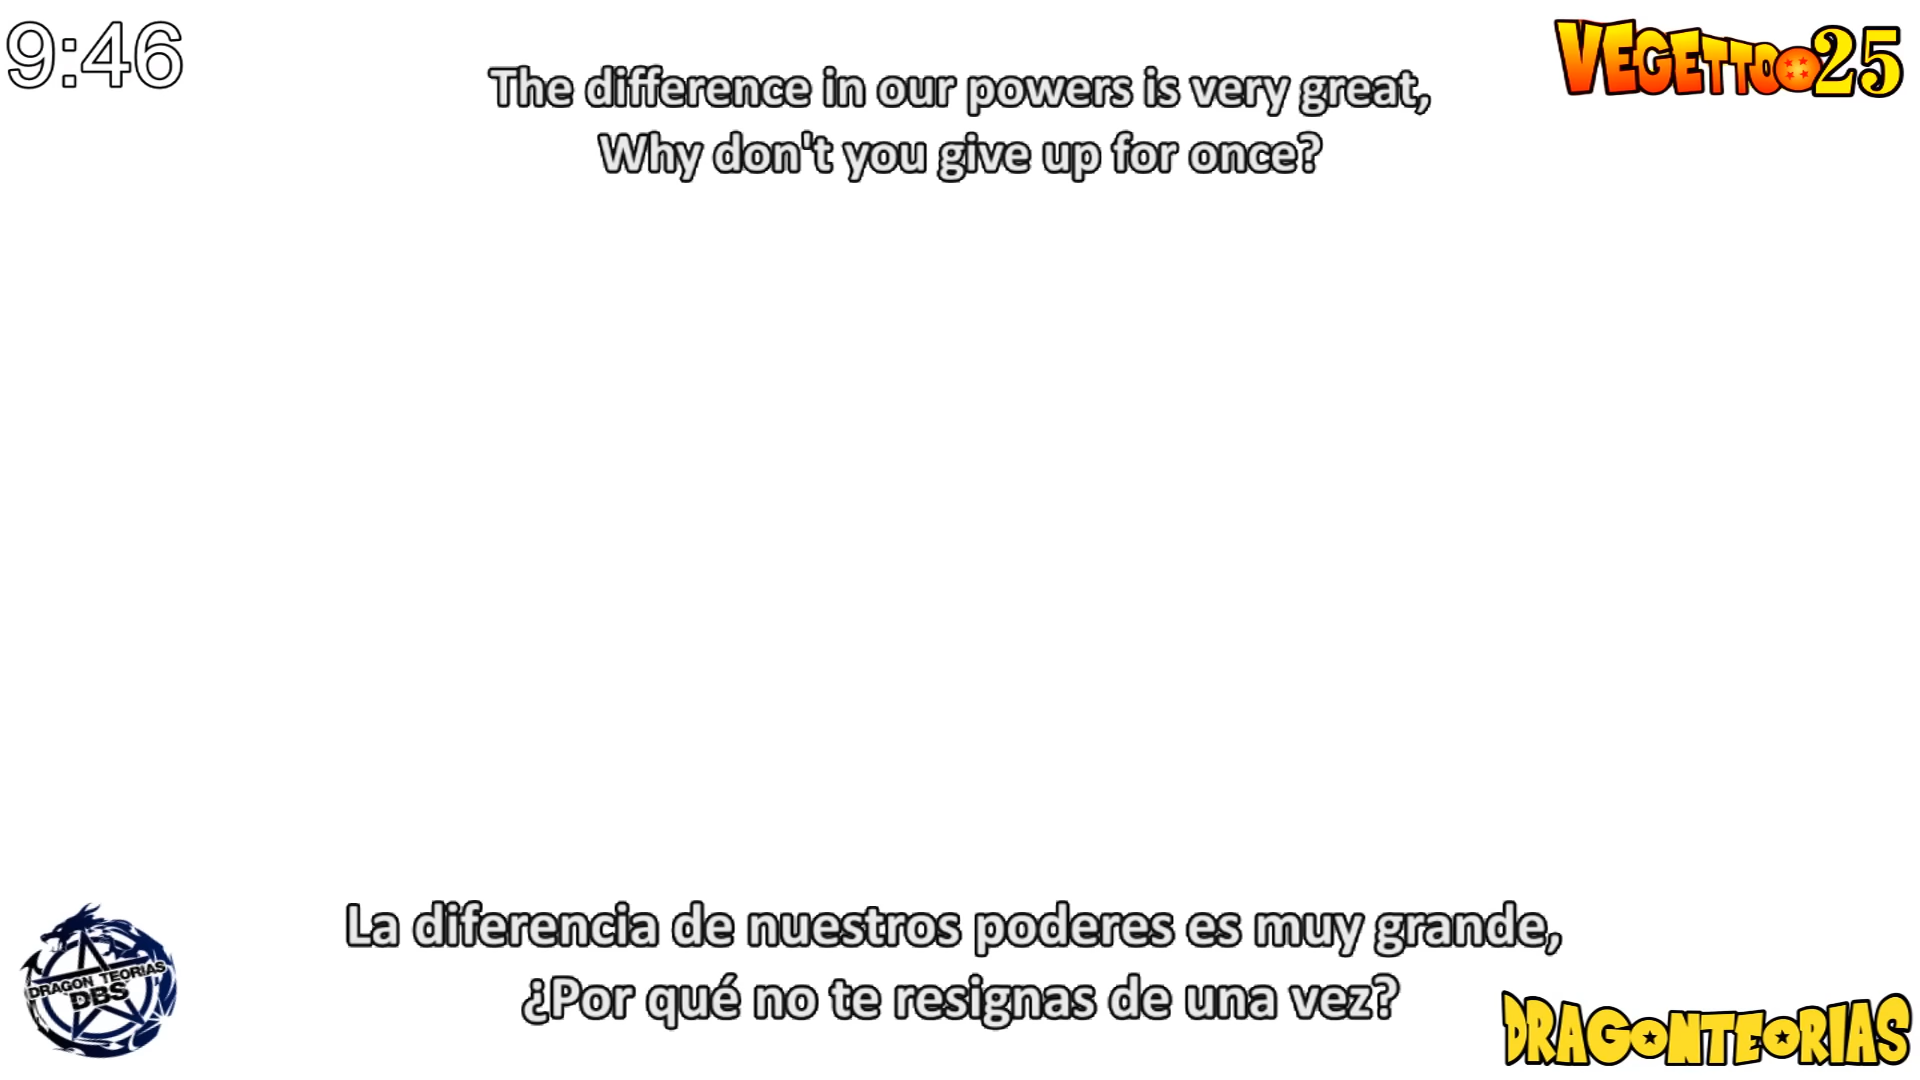 9:46
VEGETTO 25
The difference in our powers is very great,
Why don't you give up for once?
La diferencia de nuestros poderes es muy grande,
¿Por qué no te resignas de una vez?
DRAGON TEORIAS
DBS
DRAGONTEORIAS